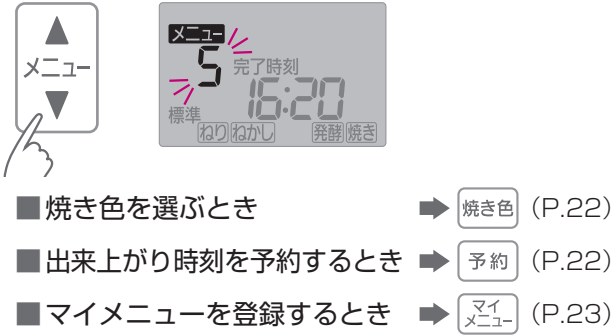 ▲
メニュー
▼
メニュー
5
完了時刻
16:20
標準
ねり ねかし 発酵 焼き
■焼き色を選ぶとき ➡ 焼き色 (P.22)
■出来上がり時刻を予約するとき ➡ 予約 (P.22)
■マイメニューを登録するとき ➡ マイメニュー (P.23)